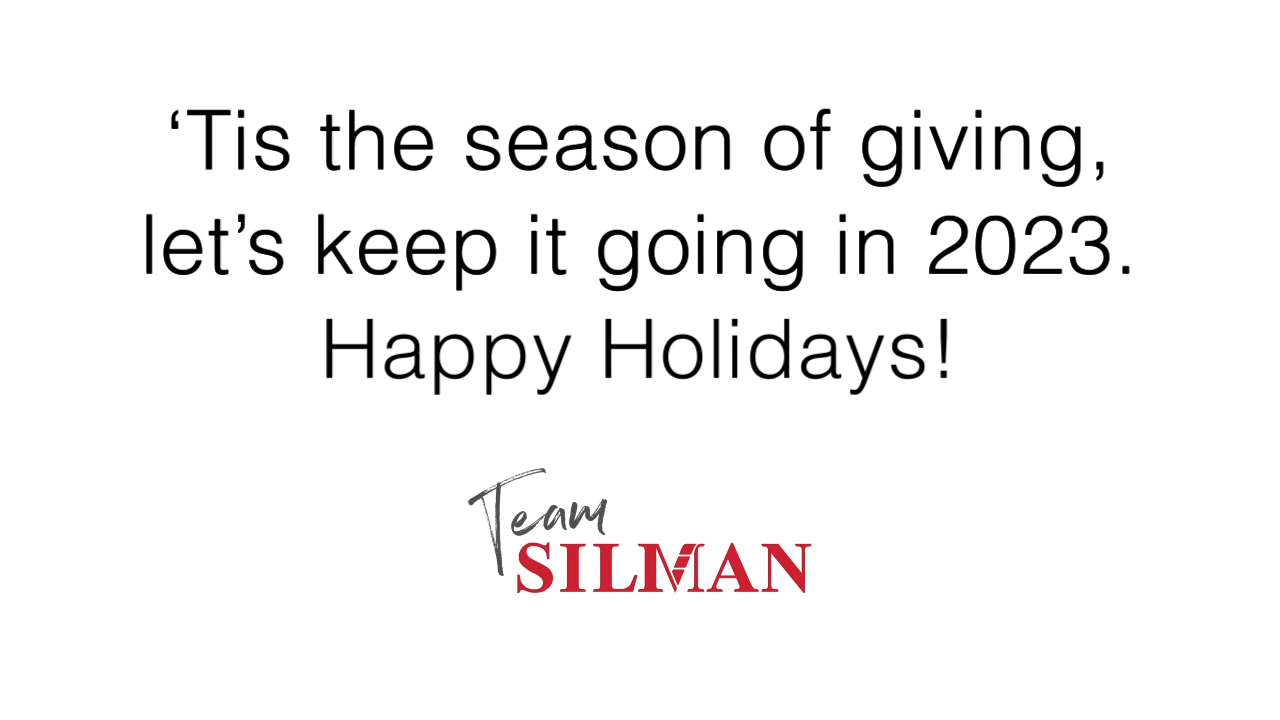 ‘Tis the season of giving,
let’s keep it going in 2023.
Happy Holidays!
Team
SILMAN